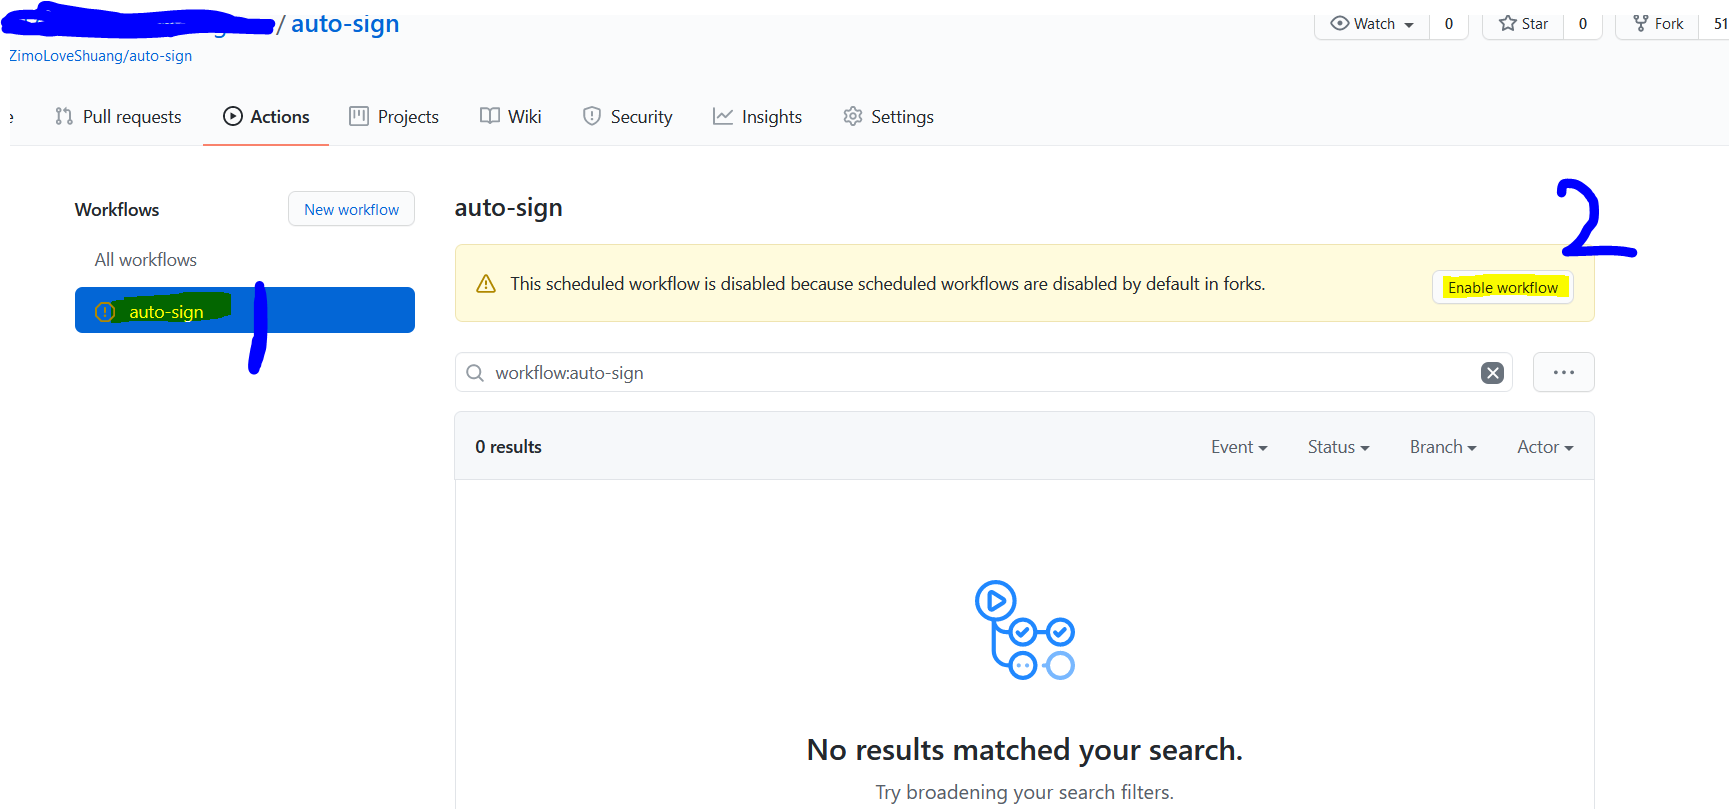 / auto-sign
Watch 0 Star 0 Fork 51
ZimoLoveShuang/auto-sign
Pull requests Actions Projects Wiki Security Insights Settings
Workflows New workflow
All workflows
auto-sign
1
auto-sign
2
This scheduled workflow is disabled because scheduled workflows are disabled by default in forks.
Enable workflow
workflow:auto-sign
0 results Event Status Branch Actor
No results matched your search.
Try broadening your search filters.